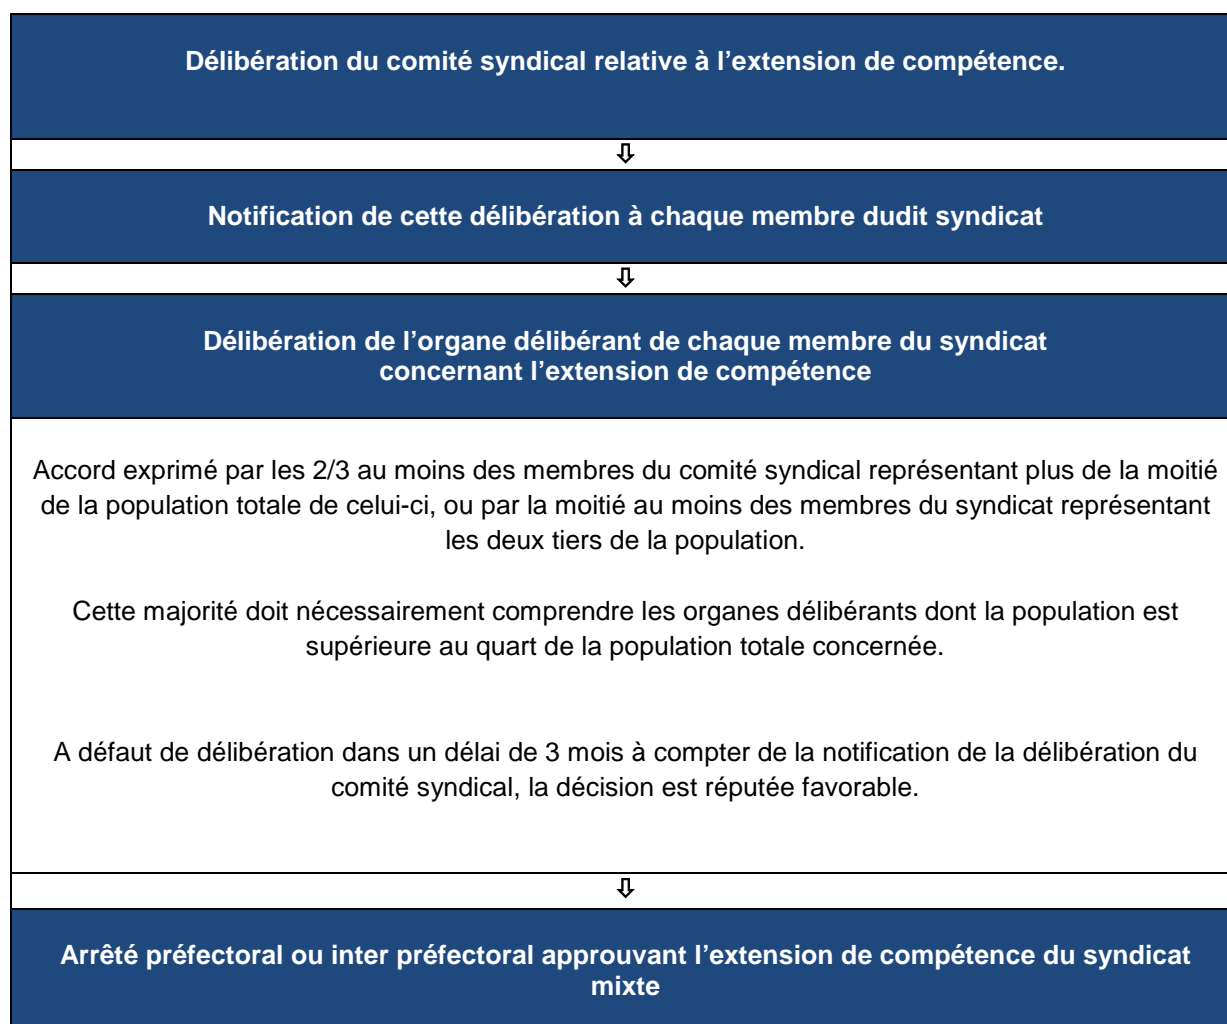 Délibération du comité syndical relative à l’extension de compétence.
⇩
Notification de cette délibération à chaque membre dudit syndicat
⇩
Délibération de l’organe délibérant de chaque membre du syndicat
concernant l’extension de compétence
Accord exprimé par les 2/3 au moins des membres du comité syndical représentant plus de la moitié
de la population totale de celui-ci, ou par la moitié au moins des membres du syndicat représentant
les deux tiers de la population.
Cette majorité doit nécessairement comprendre les organes délibérants dont la population est
supérieure au quart de la population totale concernée.
A défaut de délibération dans un délai de 3 mois à compter de la notification de la délibération du
comité syndical, la décision est réputée favorable.
⇩
Arrêté préfectoral ou inter préfectoral approuvant l’extension de compétence du syndicat
mixte